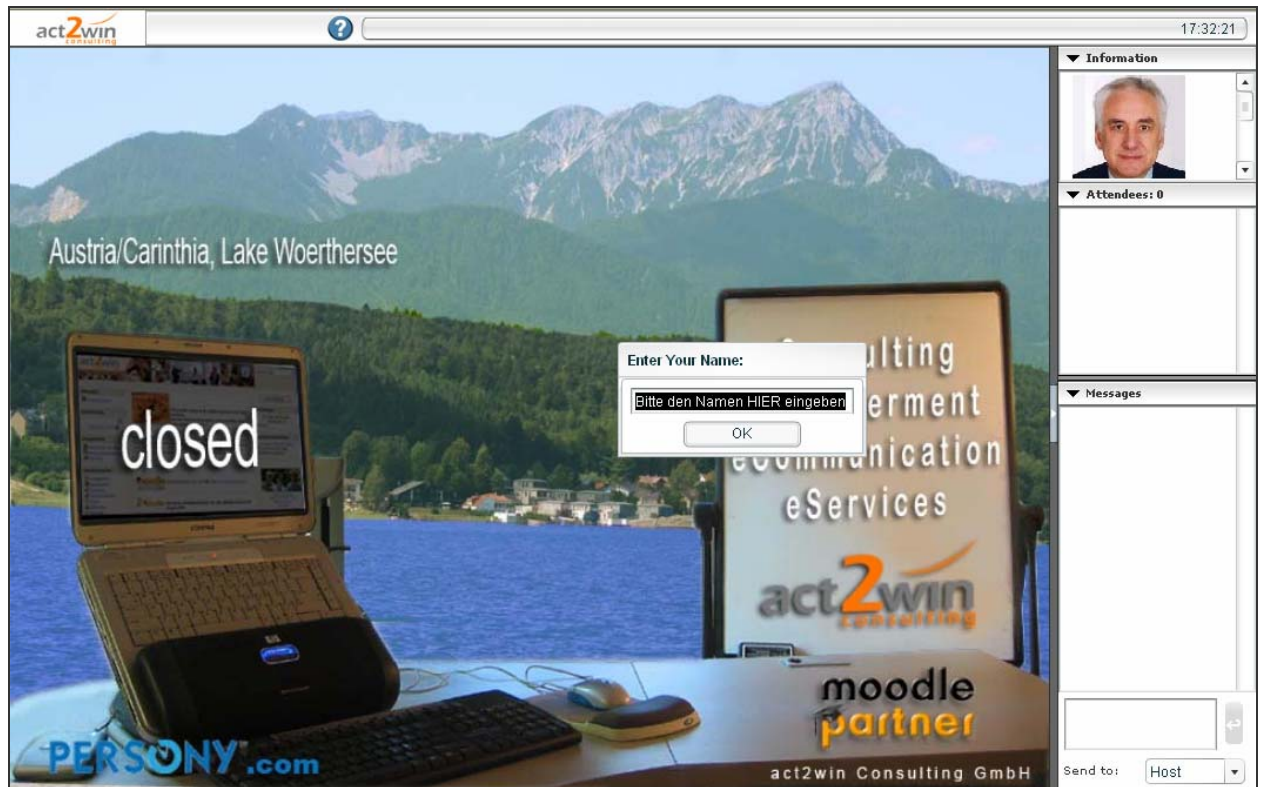 act2win
consulting
?
17:32:21
Information
Attendees: 0
Messages
Send to: Host
Austria/Carinthia, Lake Woerthersee
closed
Enter Your Name:
Bitte den Namen HIER eingeben
OK
ulting
erment
eCommunication
eServices
act2win
consulting
moodle
partner
PERSONY.com
act2win Consulting GmbH